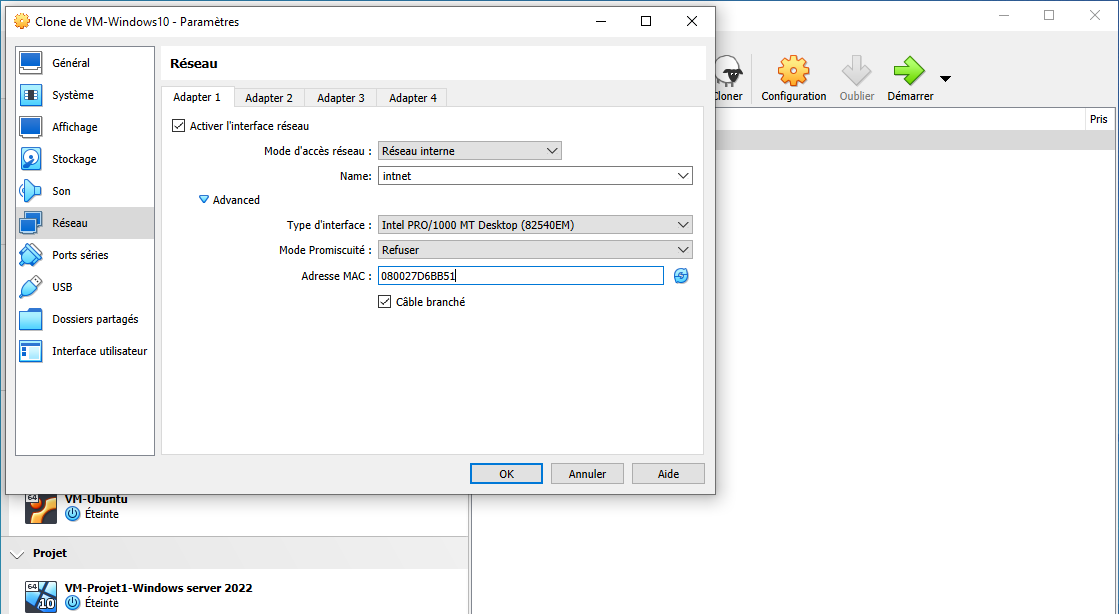 Clone de VM-Windows10 - Paramètres
Général
Système
Affichage
Stockage
Son
Réseau
Ports séries
USB
Dossiers partagés
Interface utilisateur
Réseau
Adapter 1 Adapter 2 Adapter 3 Adapter 4
Activer l'interface réseau
Mode d'accès réseau : Réseau interne
Name: intnet
Advanced
Type d'interface : Intel PRO/1000 MT Desktop (82540EM)
Mode Promiscuité : Refuser
Adresse MAC : 080027D6BB51
Câble branché
OK Annuler Aide
Cloner Configuration Oublier Démarrer
Pris
64
VM-Ubuntu
Éteinte
Projet
64
10
VM-Projet1-Windows server 2022
Éteinte